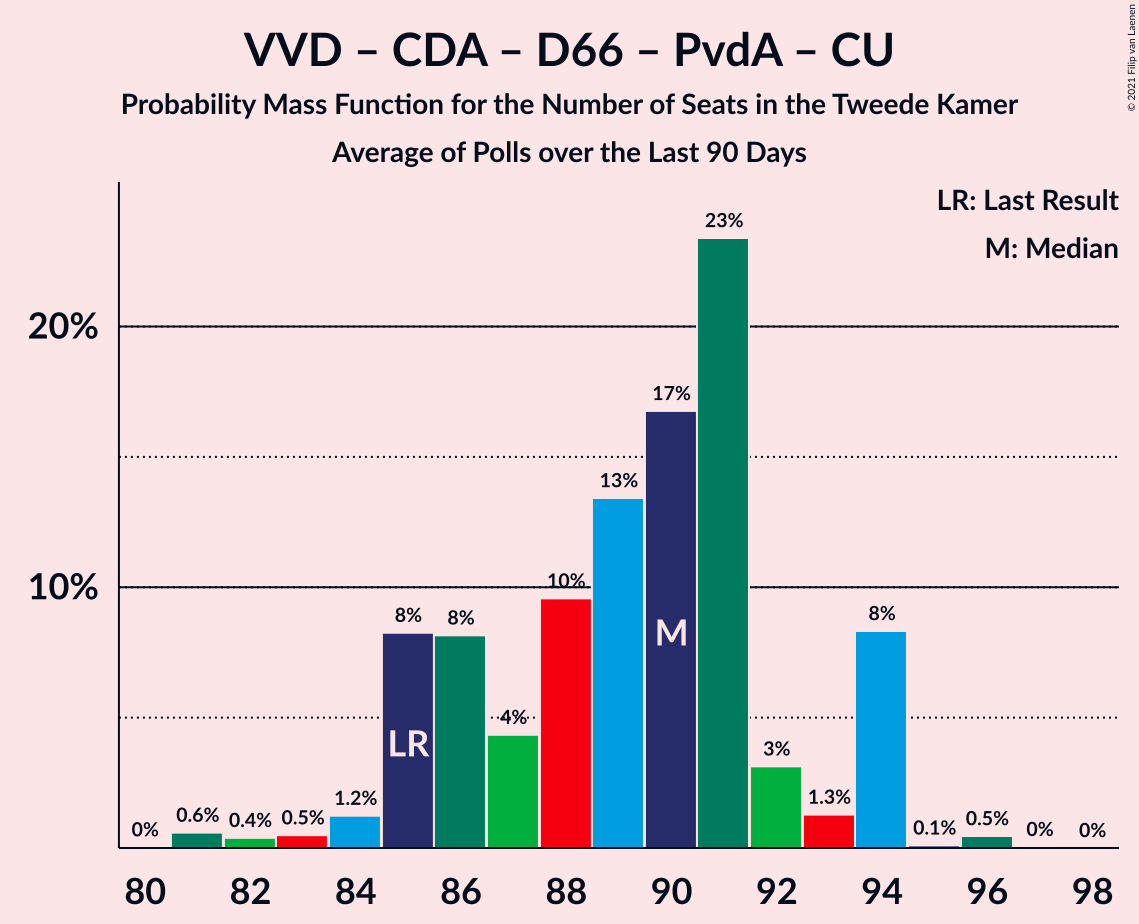 VVD – CDA – D66 – PvdA – CU
Probability Mass Function for the Number of Seats in the Tweede Kamer
Average of Polls over the Last 90 Days
© 2021 Filip van Laenen
LR: Last Result
M: Median
20%
10%
0%
0.6%
0.4%
0.5%
1.2%
8%
8%
4%
10%
13%
17%
23%
3%
1.3%
8%
0.1%
0.5%
0%
0%
LR
M
80 82 84 86 88 90 92 94 96 98